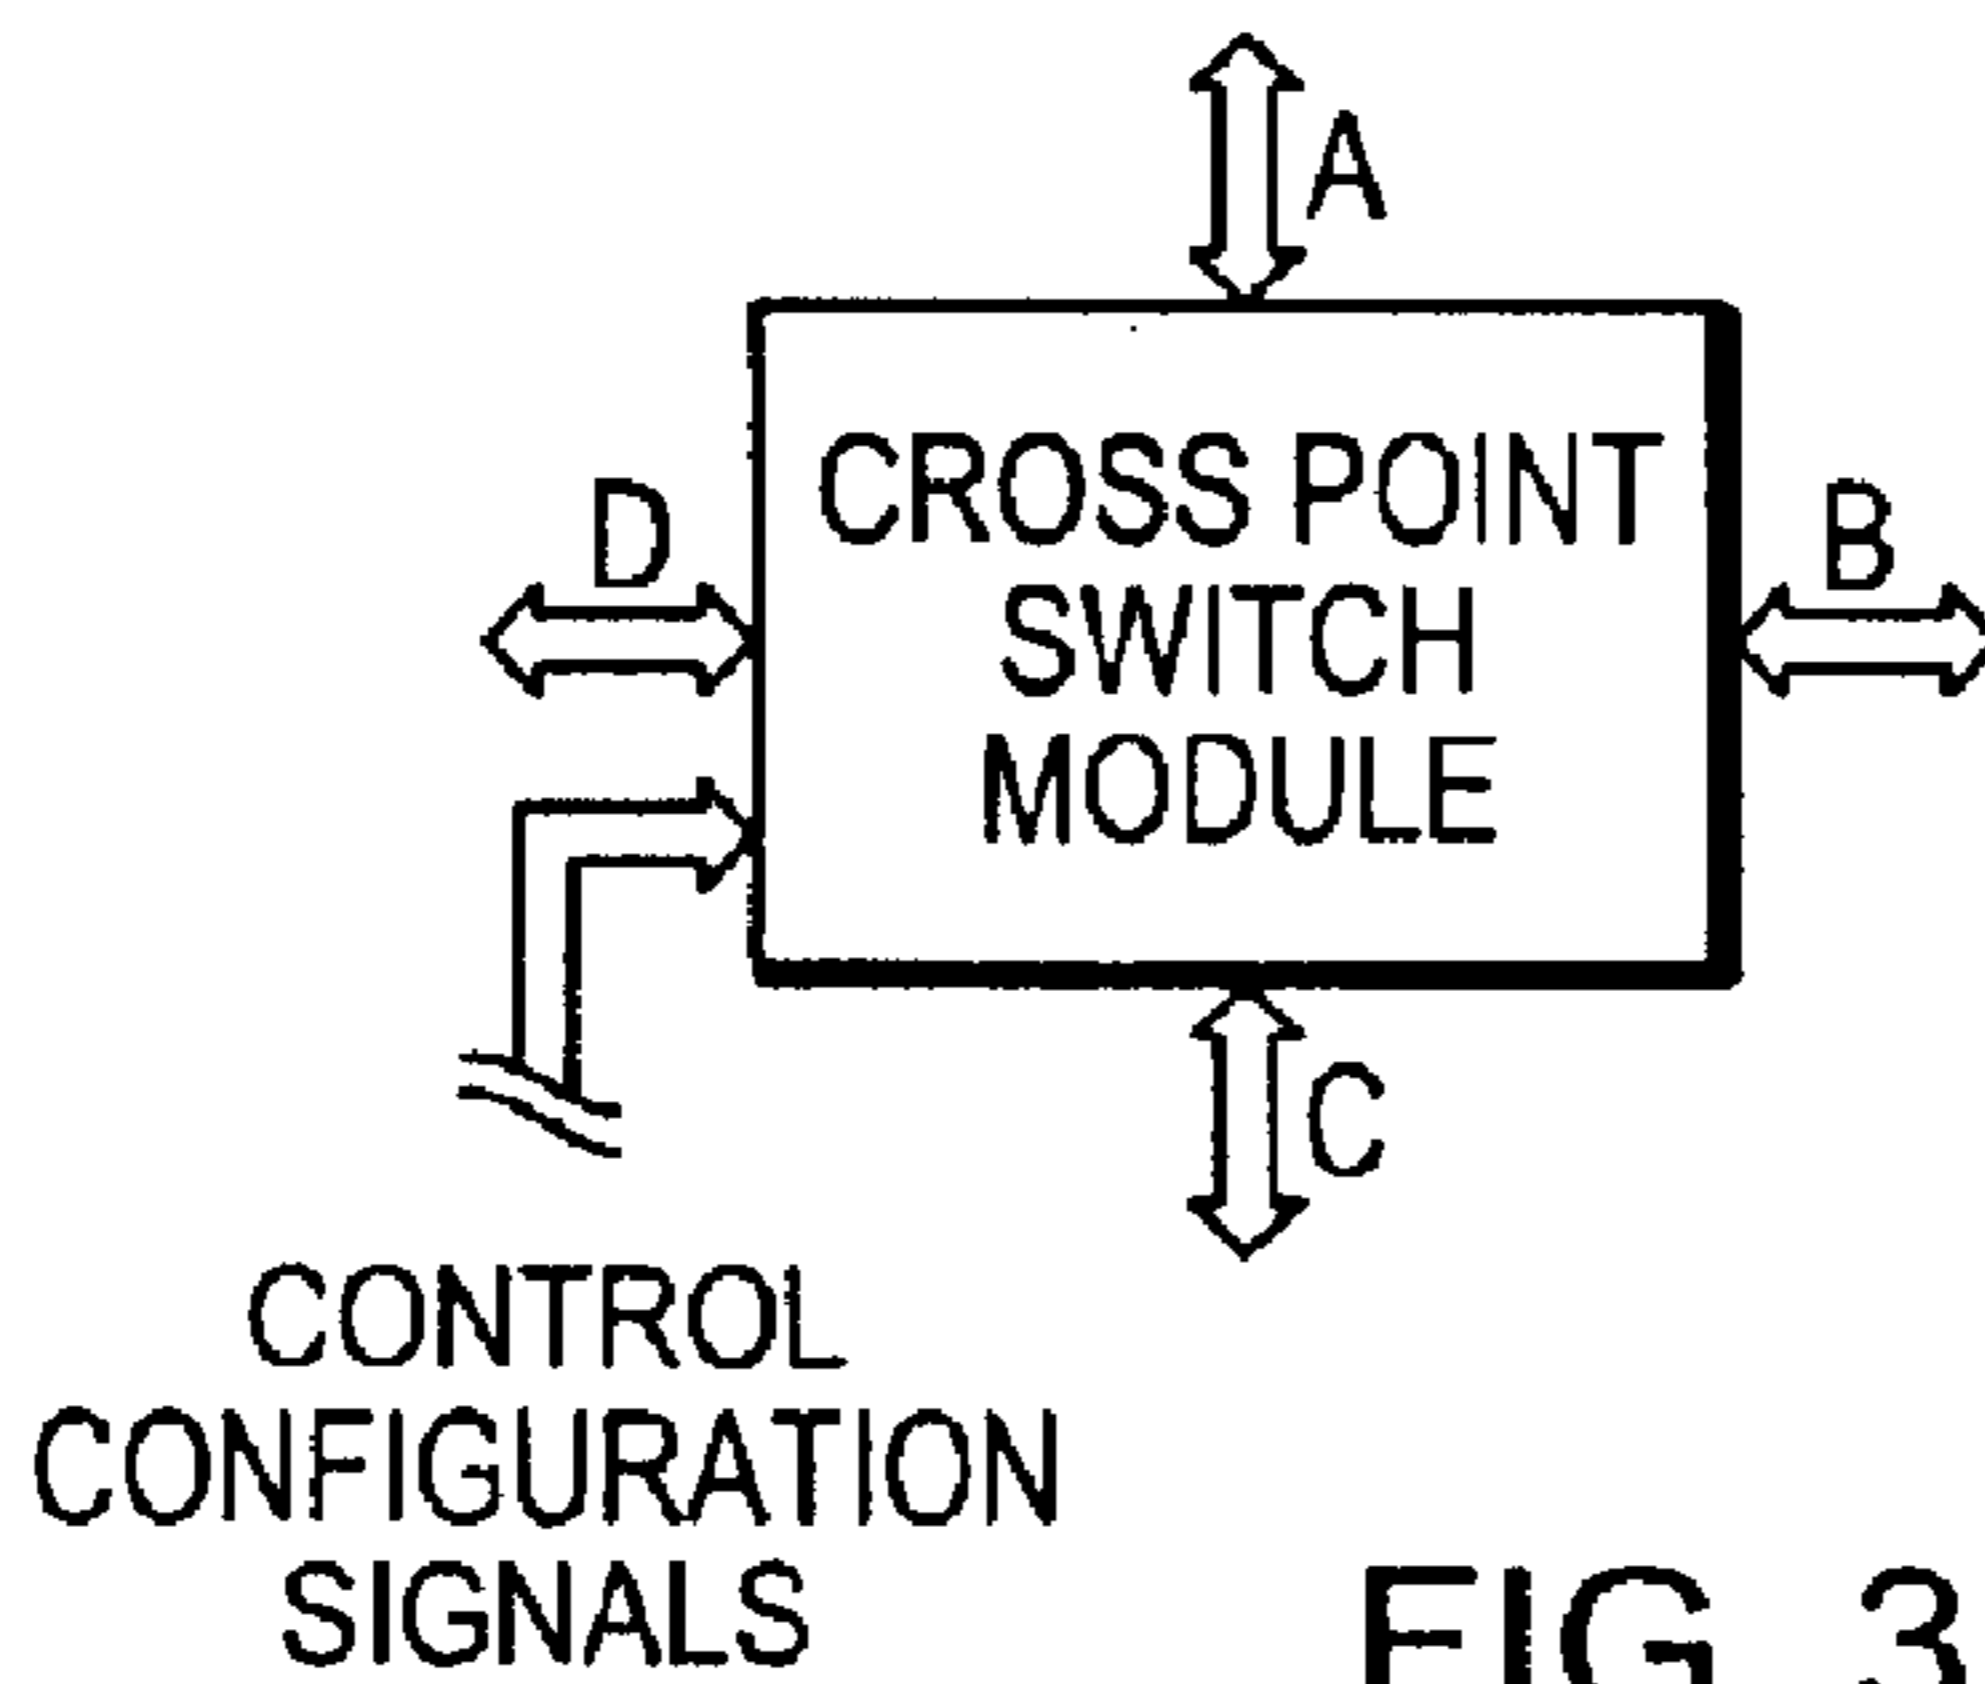 A
CROSS POINT
SWITCH
MODULE
D
B
C
CONTROL
CONFIGURATION
SIGNALS
FIG. 3